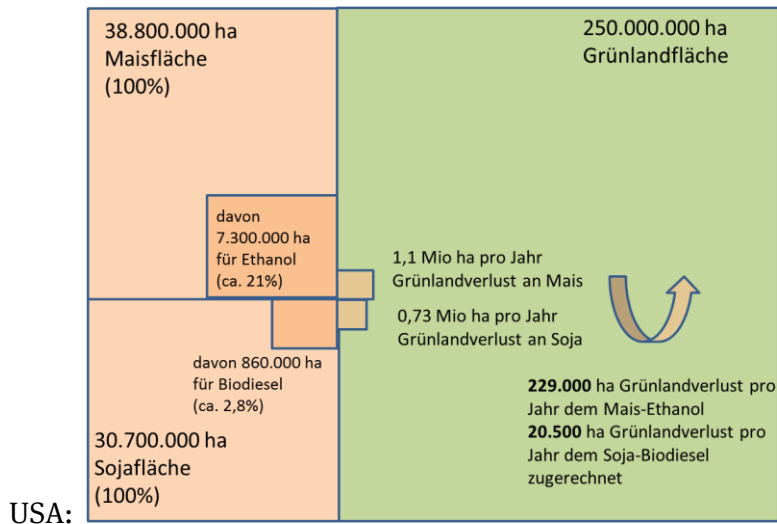 38.800.000 ha
Maisfläche
(100%)
250.000.000 ha
Grünlandfläche
davon
7.300.000 ha
für Ethanol
(ca. 21%)
1,1 Mio ha pro Jahr
Grünlandverlust an Mais
0,73 Mio ha pro Jahr
Grünlandverlust an Soja
davon 860.000 ha
für Biodiesel
(ca. 2,8%)
229.000 ha Grünlandverlust pro
Jahr dem Mais-Ethanol
20.500 ha Grünlandverlust pro
Jahr dem Soja-Biodiesel
zugerechnet
30.700.000 ha
Sojafläche
(100%)
USA: